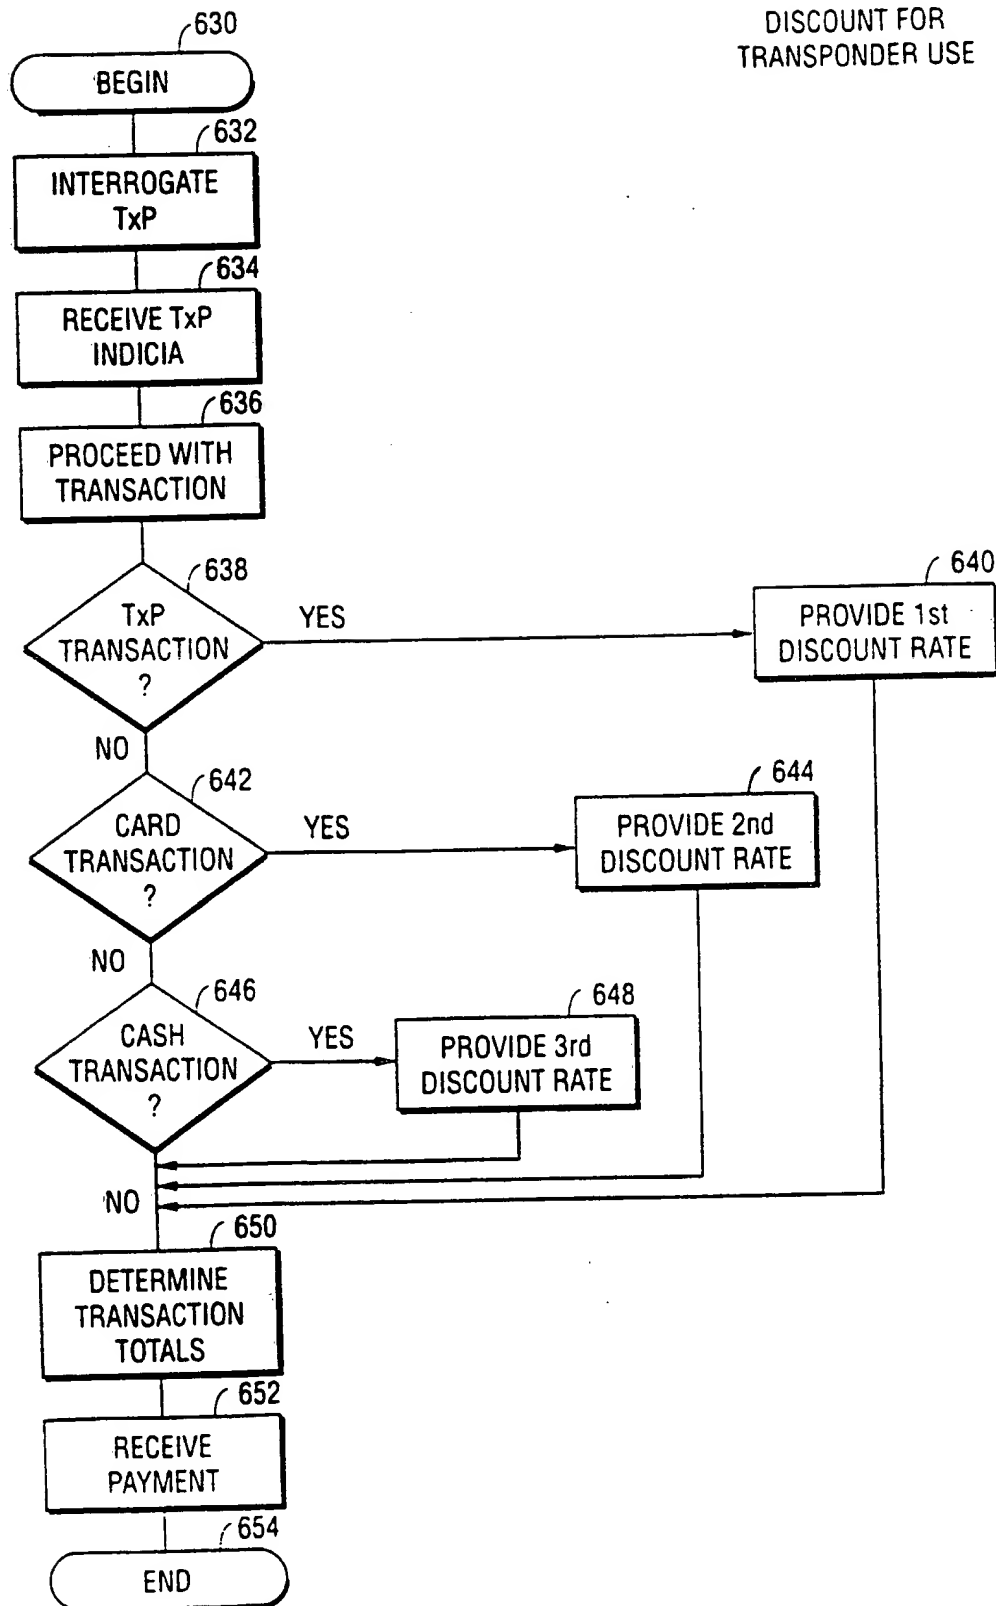 DISCOUNT FOR
TRANSPONDER USE
630
BEGIN
632
INTERROGATE
TxP
634
RECEIVE TxP
INDICIA
636
PROCEED WITH
TRANSACTION
638
TxP
TRANSACTION
?
YES
640
PROVIDE 1st
DISCOUNT RATE
NO
642
CARD
TRANSACTION
?
YES
644
PROVIDE 2nd
DISCOUNT RATE
NO
646
CASH
TRANSACTION
?
YES
648
PROVIDE 3rd
DISCOUNT RATE
NO
650
DETERMINE
TRANSACTION
TOTALS
652
RECEIVE
PAYMENT
654
END